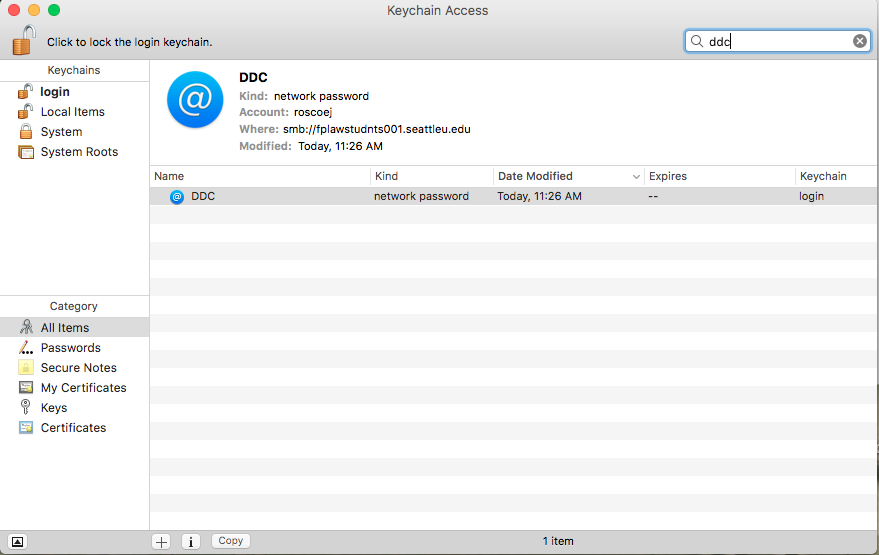 Keychain Access
Click to lock the login keychain.
ddc
Keychains
login
Local Items
System
System Roots
DDC
Kind: network password
Account: roscoej
Where: smb://fplawstudnts001.seattleu.edu
Modified: Today, 11:26 AM
Name Kind Date Modified Expires Keychain
DDC network password Today, 11:26 AM -- login
Category
All Items
Passwords
Secure Notes
My Certificates
Keys
Certificates
Copy
1 item